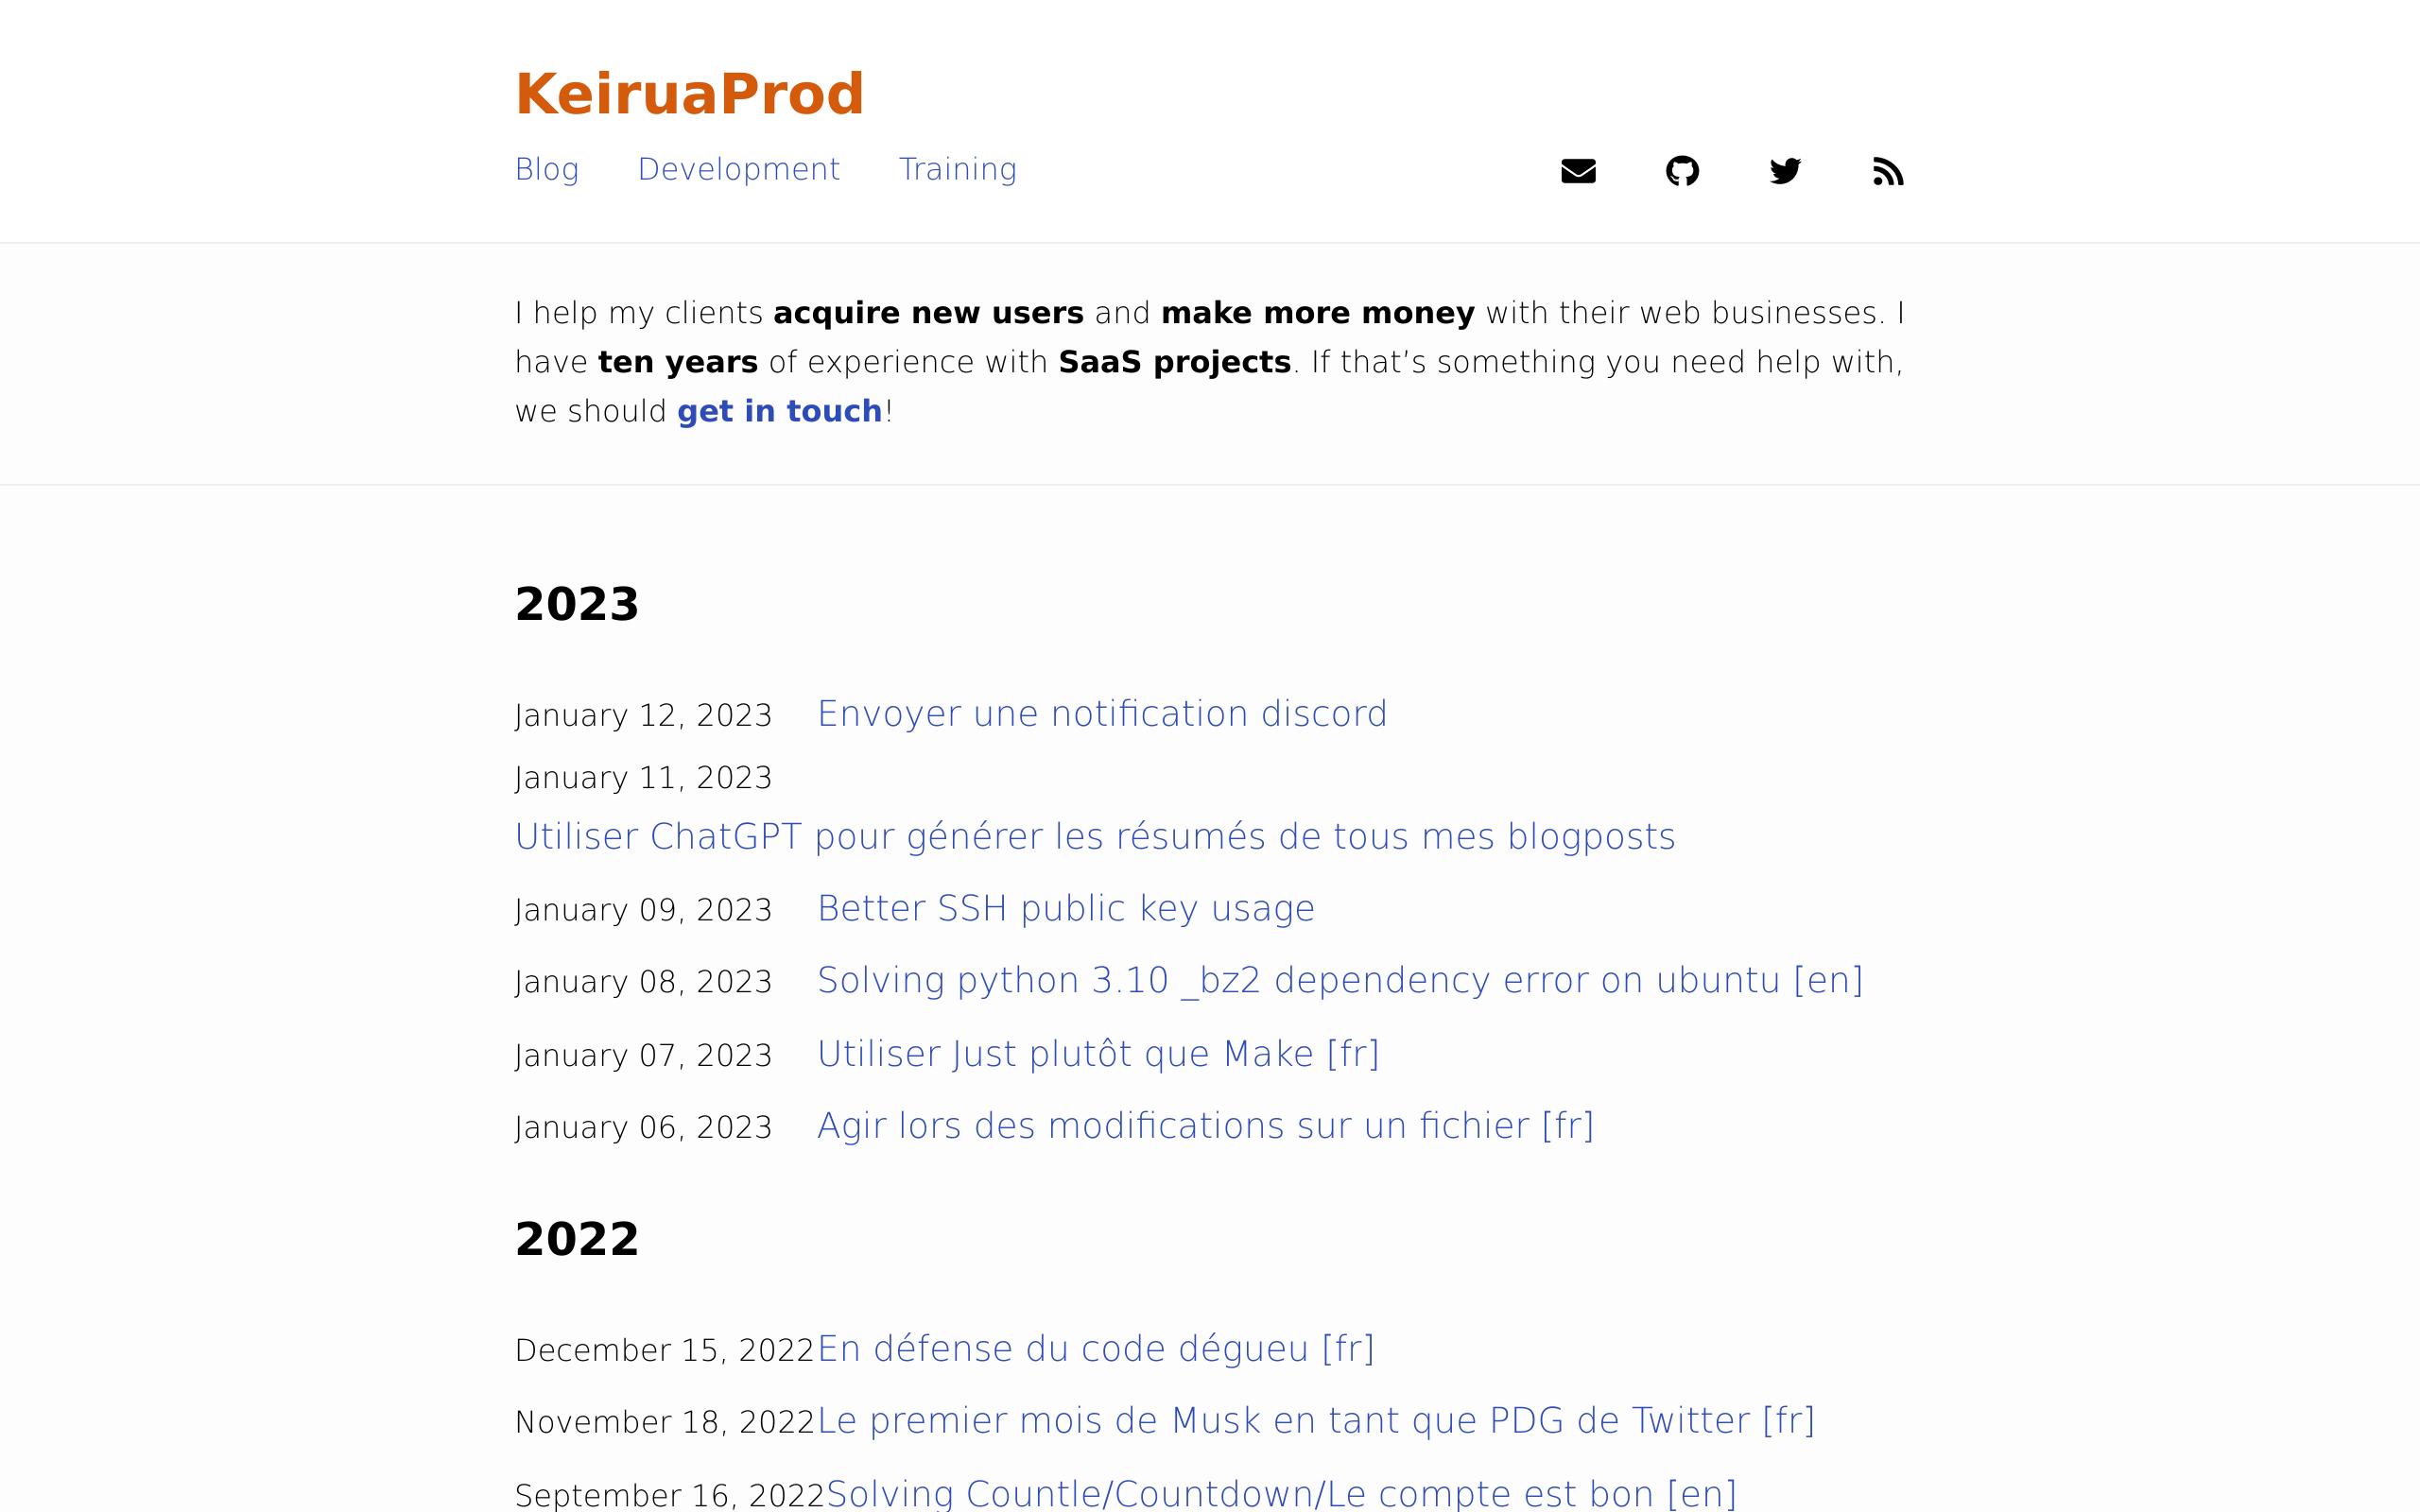 KeiruaProd
Blog Development Training
I help my clients acquire new users and make more money with their web businesses. I
have ten years of experience with SaaS projects. If that’s something you need help with,
we should get in touch!
2023
January 12, 2023 Envoyer une notification discord
January 11, 2023
Utiliser ChatGPT pour générer les résumés de tous mes blogposts
January 09, 2023 Better SSH public key usage
January 08, 2023 Solving python 3.10 _bz2 dependency error on ubuntu [en]
January 07, 2023 Utiliser Just plutôt que Make [fr]
January 06, 2023 Agir lors des modifications sur un fichier [fr]
2022
December 15, 2022 En défense du code dégueu [fr]
November 18, 2022 Le premier mois de Musk en tant que PDG de Twitter [fr]
September 16, 2022 Solving Countle/Countdown/Le compte est bon [en]